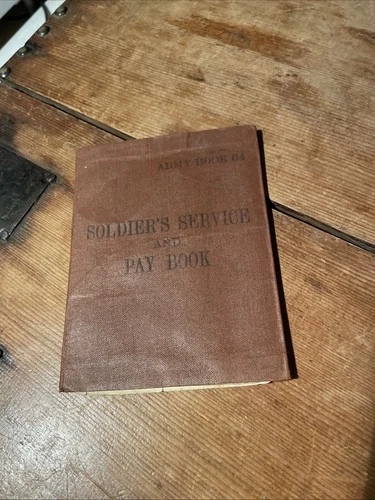 ARMY BOOK 64
SOLDIER'S SERVICE
AND
PAY BOOK